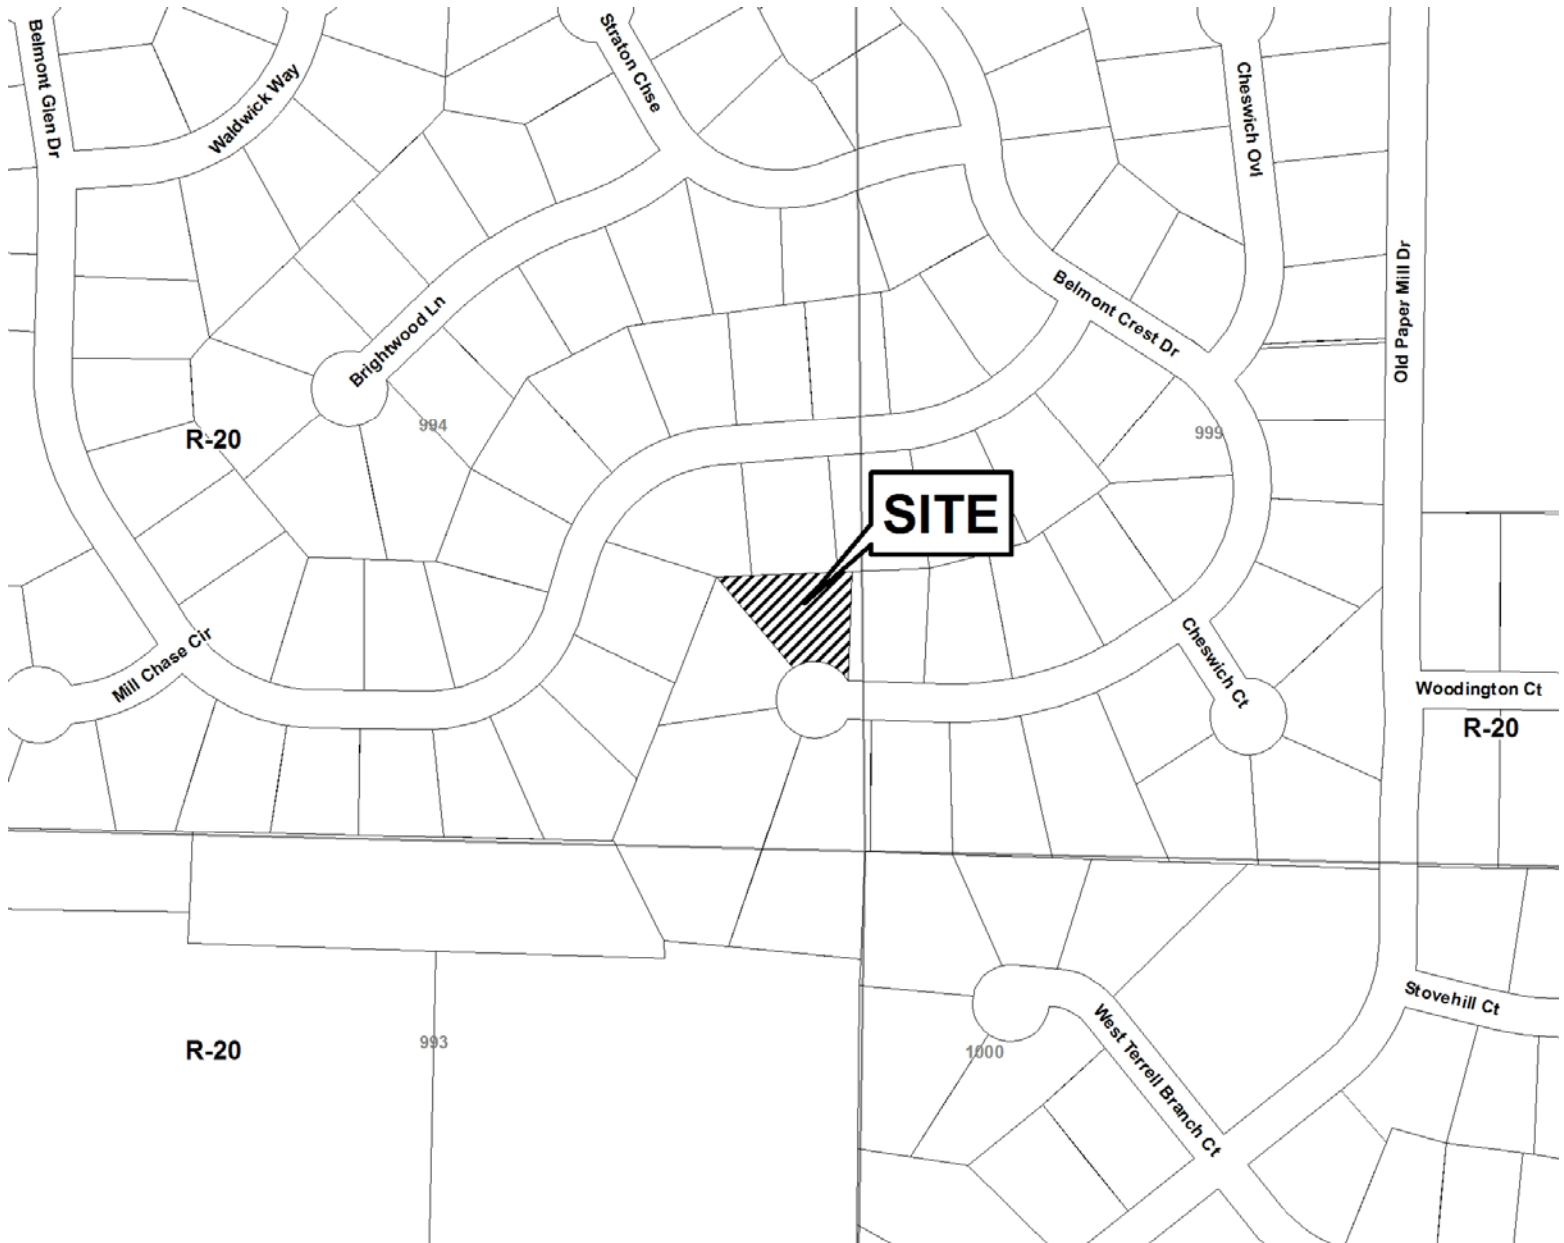 Belmont Glen Dr
Waldwick Way
Straton Chse
Cheswich Ovl
Old Paper Mill Dr
Belmont Crest Dr
Brightwood Ln
994
999
R-20
SITE
Cheswich Ct
Mill Chase Cir
Woodington Ct
R-20
Stovehill Ct
R-20
993
1000
West Terrell Branch Ct